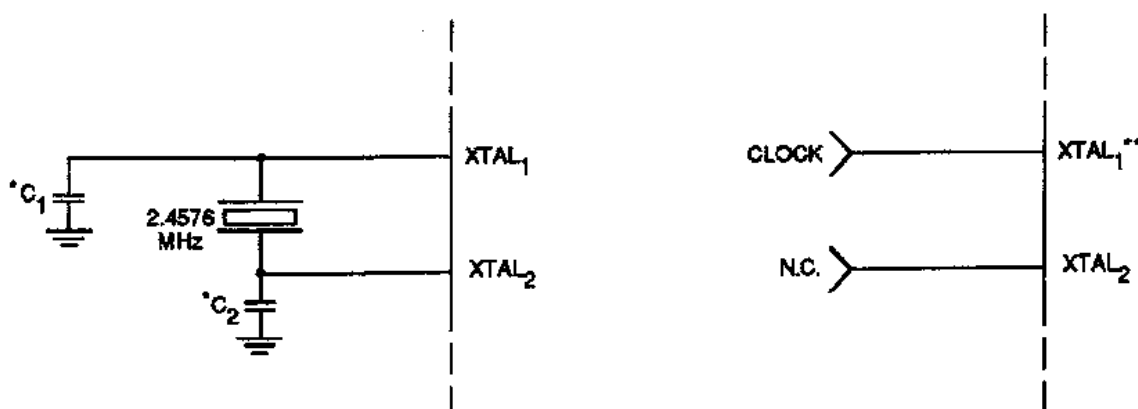 XTAL₁
*C₁
2.4576
MHz
XTAL₂
*C₂
CLOCK
XTAL₁**
N.C.
XTAL₂